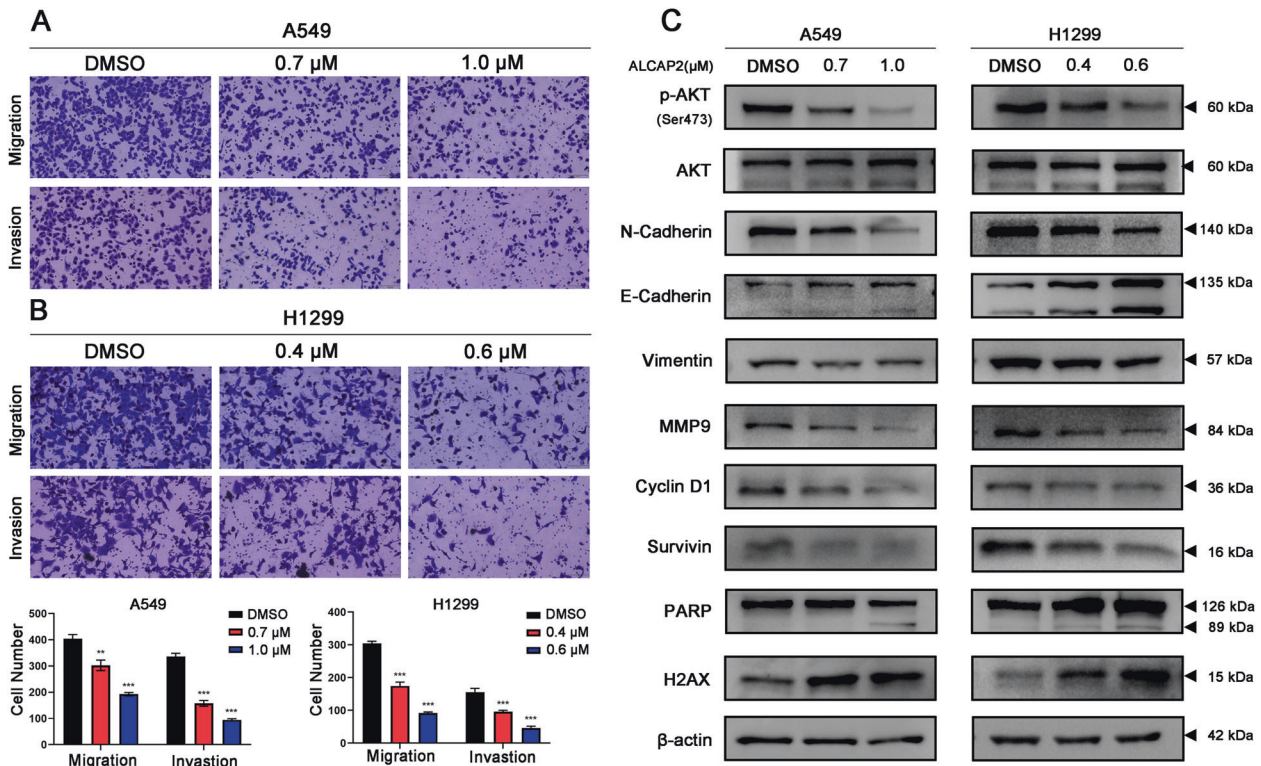 A
A549
DMSO 0.7 μM 1.0 μM
Migration
Invasion
B
H1299
DMSO 0.4 μM 0.6 μM
Migration
Invasion
A549
Cell Number
500
400
300
200
100
0
DMSO
0.7 μM
1.0 μM
** *** *** ***
Migration Invastion
H1299
Cell Number
400
300
200
100
0
DMSO
0.4 μM
0.6 μM
*** *** *** ***
Migration Invastion
C
A549 H1299
ALCAP2(μM) DMSO 0.7 1.0 DMSO 0.4 0.6
p-AKT
(Ser473) 60 kDa
AKT 60 kDa
N-Cadherin 140 kDa
E-Cadherin 135 kDa
Vimentin 57 kDa
MMP9 84 kDa
Cyclin D1 36 kDa
Survivin 16 kDa
PARP 126 kDa
89 kDa
H2AX 15 kDa
β-actin 42 kDa